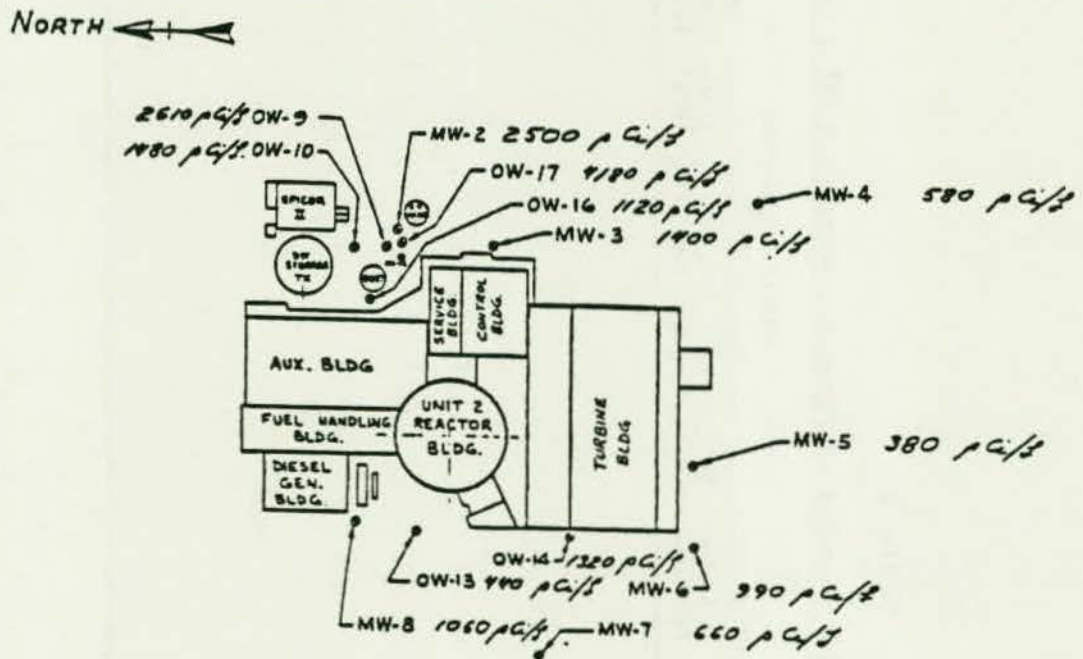 NORTH
2610 pCi/l OW-9
1480 pCi/l. OW-10
MW-2 2500 pCi/l
OW-17 4180 pCi/l
OW-16 1120 pCi/l
MW-4 580 pCi/l
MW-3 1400 pCi/l
EPICOR
II
STORAGE
TK
SERVICE
BLDG.
CONTROL
BLDG.
AUX. BLDG
UNIT 2
REACTOR
BLDG.
FUEL HANDLING
BLDG.
TURBINE
BLDG
DIESEL
GEN.
BLDG.
MW-5 380 pCi/l
OW-14 1320 pCi/l
OW-13 440 pCi/l
MW-6 990 pCi/l
MW-8 1060 pCi/l
MW-7 660 pCi/l